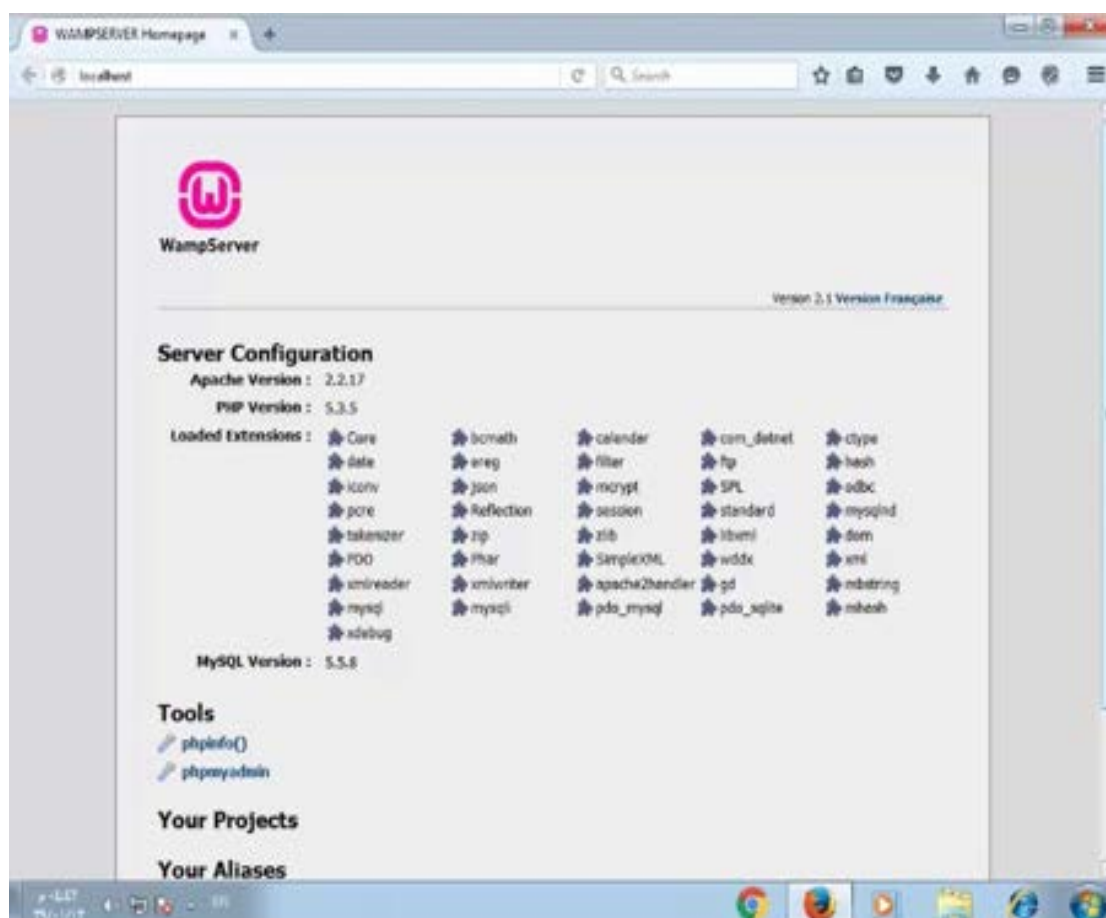 WAMPSERVER Homepage
localhost
Search
WampServer
Version 2.1 Version Française
Server Configuration
Apache Version : 2.2.17
PHP Version : 5.3.5
Loaded Extensions : Core bcmath calendar com_dotnet ctype
date ereg filter ftp hash
iconv json mcrypt SPL odbc
pcre Reflection session standard mysqlnd
tokenizer zip zlib libxml dom
PDO Phar SimpleXML wddx xml
xmlreader xmlwriter apache2handler gd mbstring
mysql mysqli pdo_mysql pdo_sqlite mhash
xdebug
MySQL Version : 5.5.8
Tools
phpinfo()
phpmyadmin
Your Projects
Your Aliases
EN